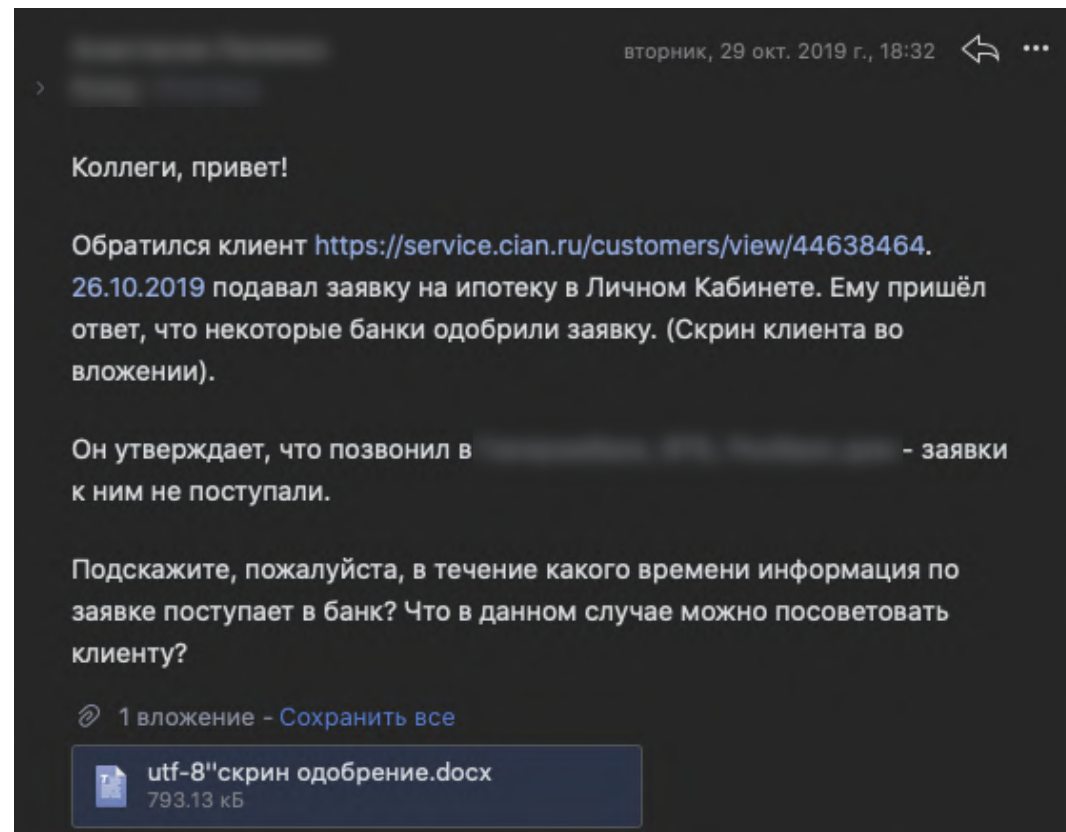 вторник, 29 окт. 2019 г., 18:32
Коллеги, привет!
Обратился клиент https://service.cian.ru/customers/view/44638464.
26.10.2019 подавал заявку на ипотеку в Личном Кабинете. Ему пришёл
ответ, что некоторые банки одобрили заявку. (Скрин клиента во
вложении).
Он утверждает, что позвонил в - заявки
к ним не поступали.
Подскажите, пожалуйста, в течение какого времени информация по
заявке поступает в банк? Что в данном случае можно посоветовать
клиенту?
1 вложение - Сохранить все
utf-8''скрин одобрение.docx
793.13 кБ